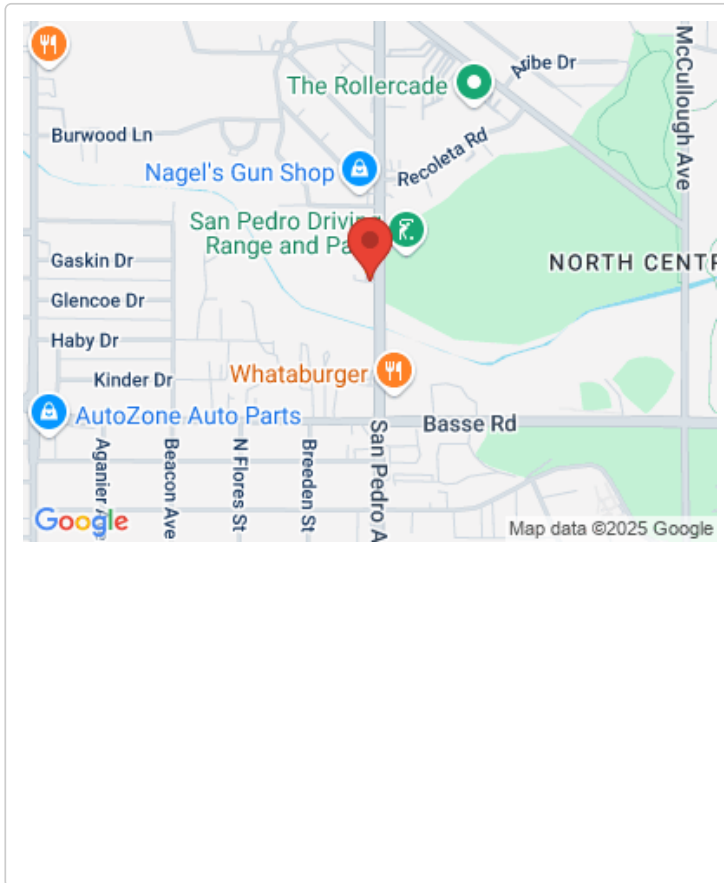 The Rollercade
Aribe Dr
McCullough Ave
Burwood Ln
Recoleta Rd
Nagel's Gun Shop
San Pedro Driving
Range and Pa
Gaskin Dr
NORTH CENTR
Glencoe Dr
Haby Dr
Kinder Dr
Whataburger
AutoZone Auto Parts
Basse Rd
Aganier A
Beacon Ave
N Flores St
Breeden St
San Pedro A
Google
Map data ©2025 Google